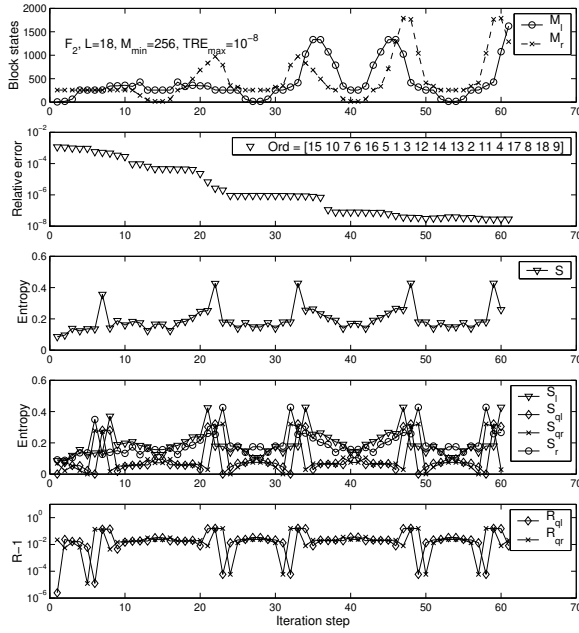 2000
1500
1000
500
0
Block states
F₂, L=18, M_min=256, TRE_max=10⁻⁸
M_l
M_r
0 10 20 30 40 50 60 70
10⁻²
10⁻⁴
10⁻⁶
10⁻⁸
Relative error
Ord = [15 10 7 6 16 5 1 3 12 14 13 2 11 4 17 8 18 9]
0 10 20 30 40 50 60 70
0.6
0.4
0.2
0
Entropy
S
0 10 20 30 40 50 60 70
0.6
0.4
0.2
0
Entropy
S_l
S_ql
S_qr
S_r
0 10 20 30 40 50 60 70
10⁰
10⁻²
10⁻⁴
10⁻⁶
R−1
R_ql
R_qr
0 10 20 30 40 50 60 70
Iteration step